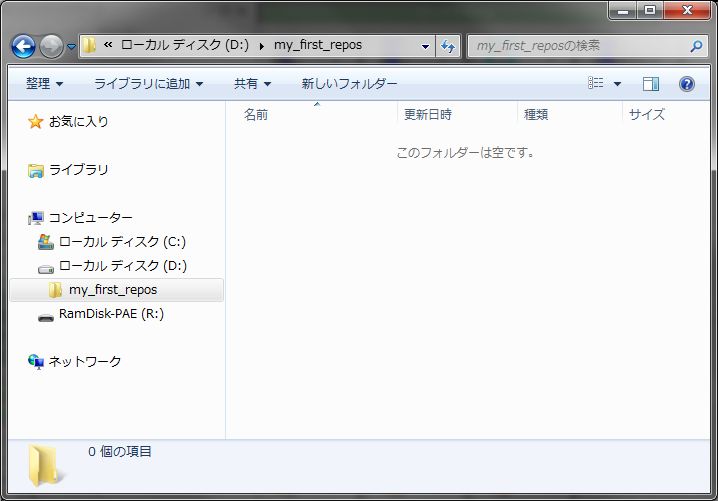 « ローカル ディスク (D:) ▸ my_first_repos
my_first_reposの検索
整理 ライブラリに追加 共有 新しいフォルダー
お気に入り
ライブラリ
コンピューター
ローカル ディスク (C:)
ローカル ディスク (D:)
my_first_repos
RamDisk-PAE (R:)
ネットワーク
名前 更新日時 種類 サイズ
このフォルダーは空です。
0 個の項目